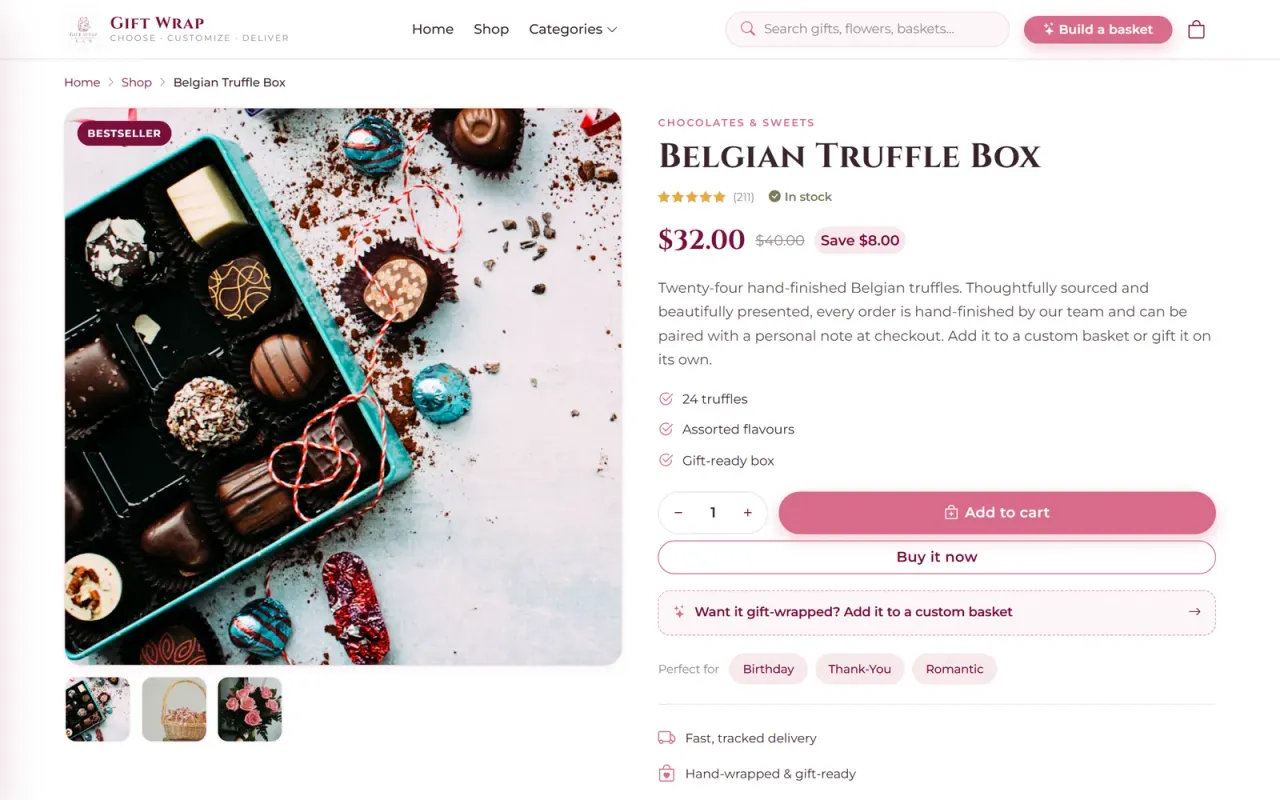 Gift Wrap
CHOOSE · CUSTOMIZE · DELIVER
Home
Shop
Categories
Search gifts, flowers, baskets...
Build a basket
Home > Shop > Belgian Truffle Box
BESTSELLER
CHOCOLATES & SWEETS
Belgian Truffle Box
(211)
In stock
$32.00 $40.00 Save $8.00
Twenty-four hand-finished Belgian truffles. Thoughtfully sourced and
beautifully presented, every order is hand-finished by our team and can be
paired with a personal note at checkout. Add it to a custom basket or gift it on
its own.
24 truffles
Assorted flavours
Gift-ready box
− 1 +
Add to cart
Buy it now
Want it gift-wrapped? Add it to a custom basket →
Perfect for
Birthday
Thank-You
Romantic
Fast, tracked delivery
Hand-wrapped & gift-ready